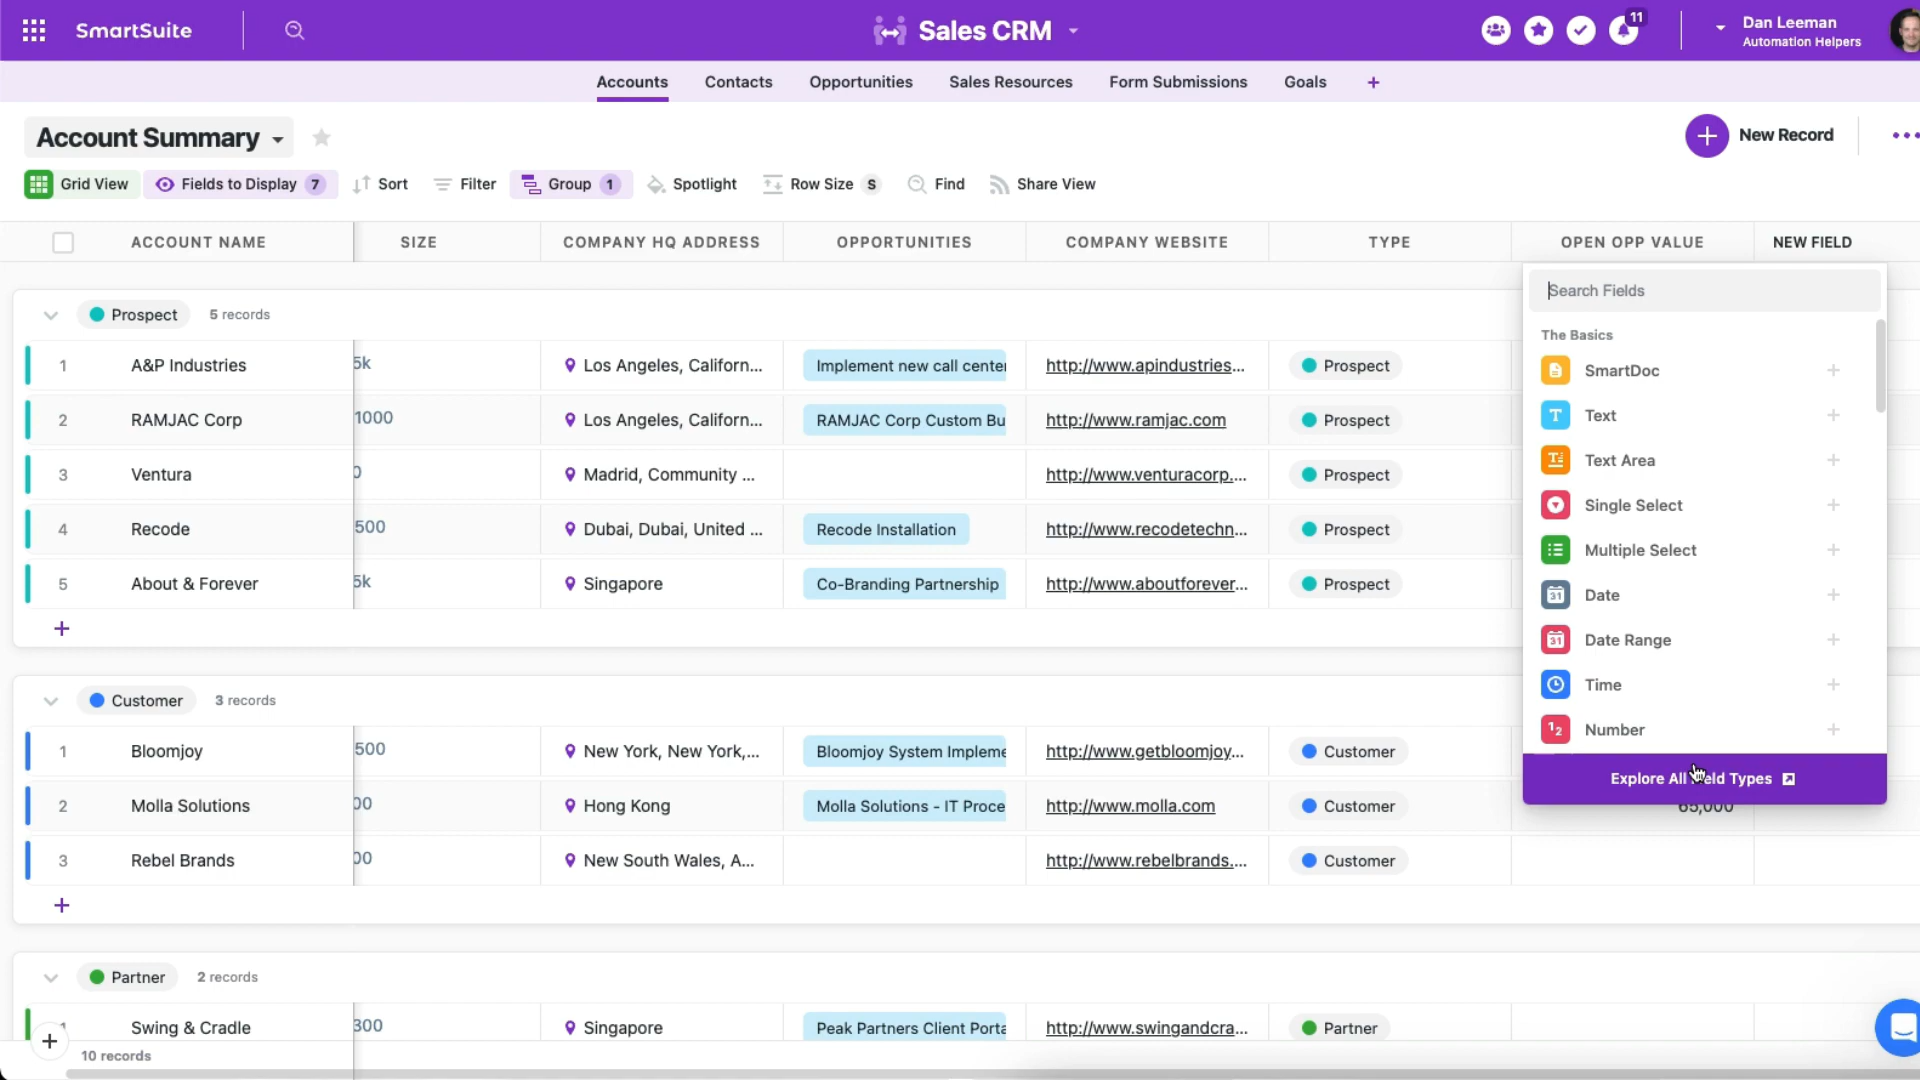 SmartSuite
Sales CRM
11
Dan Leeman
Automation Helpers
Accounts Contacts Opportunities Sales Resources Form Submissions Goals +
Account Summary
New Record
Grid View Fields to Display 7 Sort Filter Group 1 Spotlight Row Size S Find Share View
ACCOUNT NAME SIZE COMPANY HQ ADDRESS OPPORTUNITIES COMPANY WEBSITE TYPE OPEN OPP VALUE NEW FIELD
Search Fields
Prospect 5 records
The Basics
1 A&P Industries 5k Los Angeles, Californ... Implement new call center http://www.apindustries... Prospect
SmartDoc
Text
2 RAMJAC Corp 1000 Los Angeles, Californ... RAMJAC Corp Custom Bu http://www.ramjac.com Prospect
Text Area
3 Ventura 0 Madrid, Community ... http://www.venturacorp.... Prospect
Single Select
4 Recode 500 Dubai, Dubai, United ... Recode Installation http://www.recodetechn... Prospect
Multiple Select
5 About & Forever 5k Singapore Co-Branding Partnership http://www.aboutforever... Prospect
Date
+
Date Range
Customer 3 records
Time
Number
1 Bloomjoy 500 New York, New York,... Bloomjoy System Impleme http://www.getbloomjoy... Customer
Explore All Field Types
2 Molla Solutions 00 Hong Kong Molla Solutions - IT Proce http://www.molla.com Customer 65,000
3 Rebel Brands 00 New South Wales, A... http://www.rebelbrands.... Customer
+
Partner 2 records
1 Swing & Cradle 300 Singapore Peak Partners Client Porta http://www.swingandcra... Partner
10 records